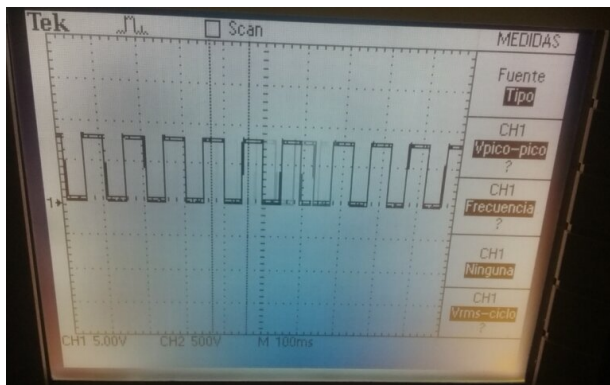 Tek
Scan
MEDIDAS
Fuente
Tipo
CH1
Vpico-pico
?
CH1
Frecuencia
?
CH1
Ninguna
CH1
Vrms-ciclo
?
1
CH1 5.00V CH2 500V M 100ms